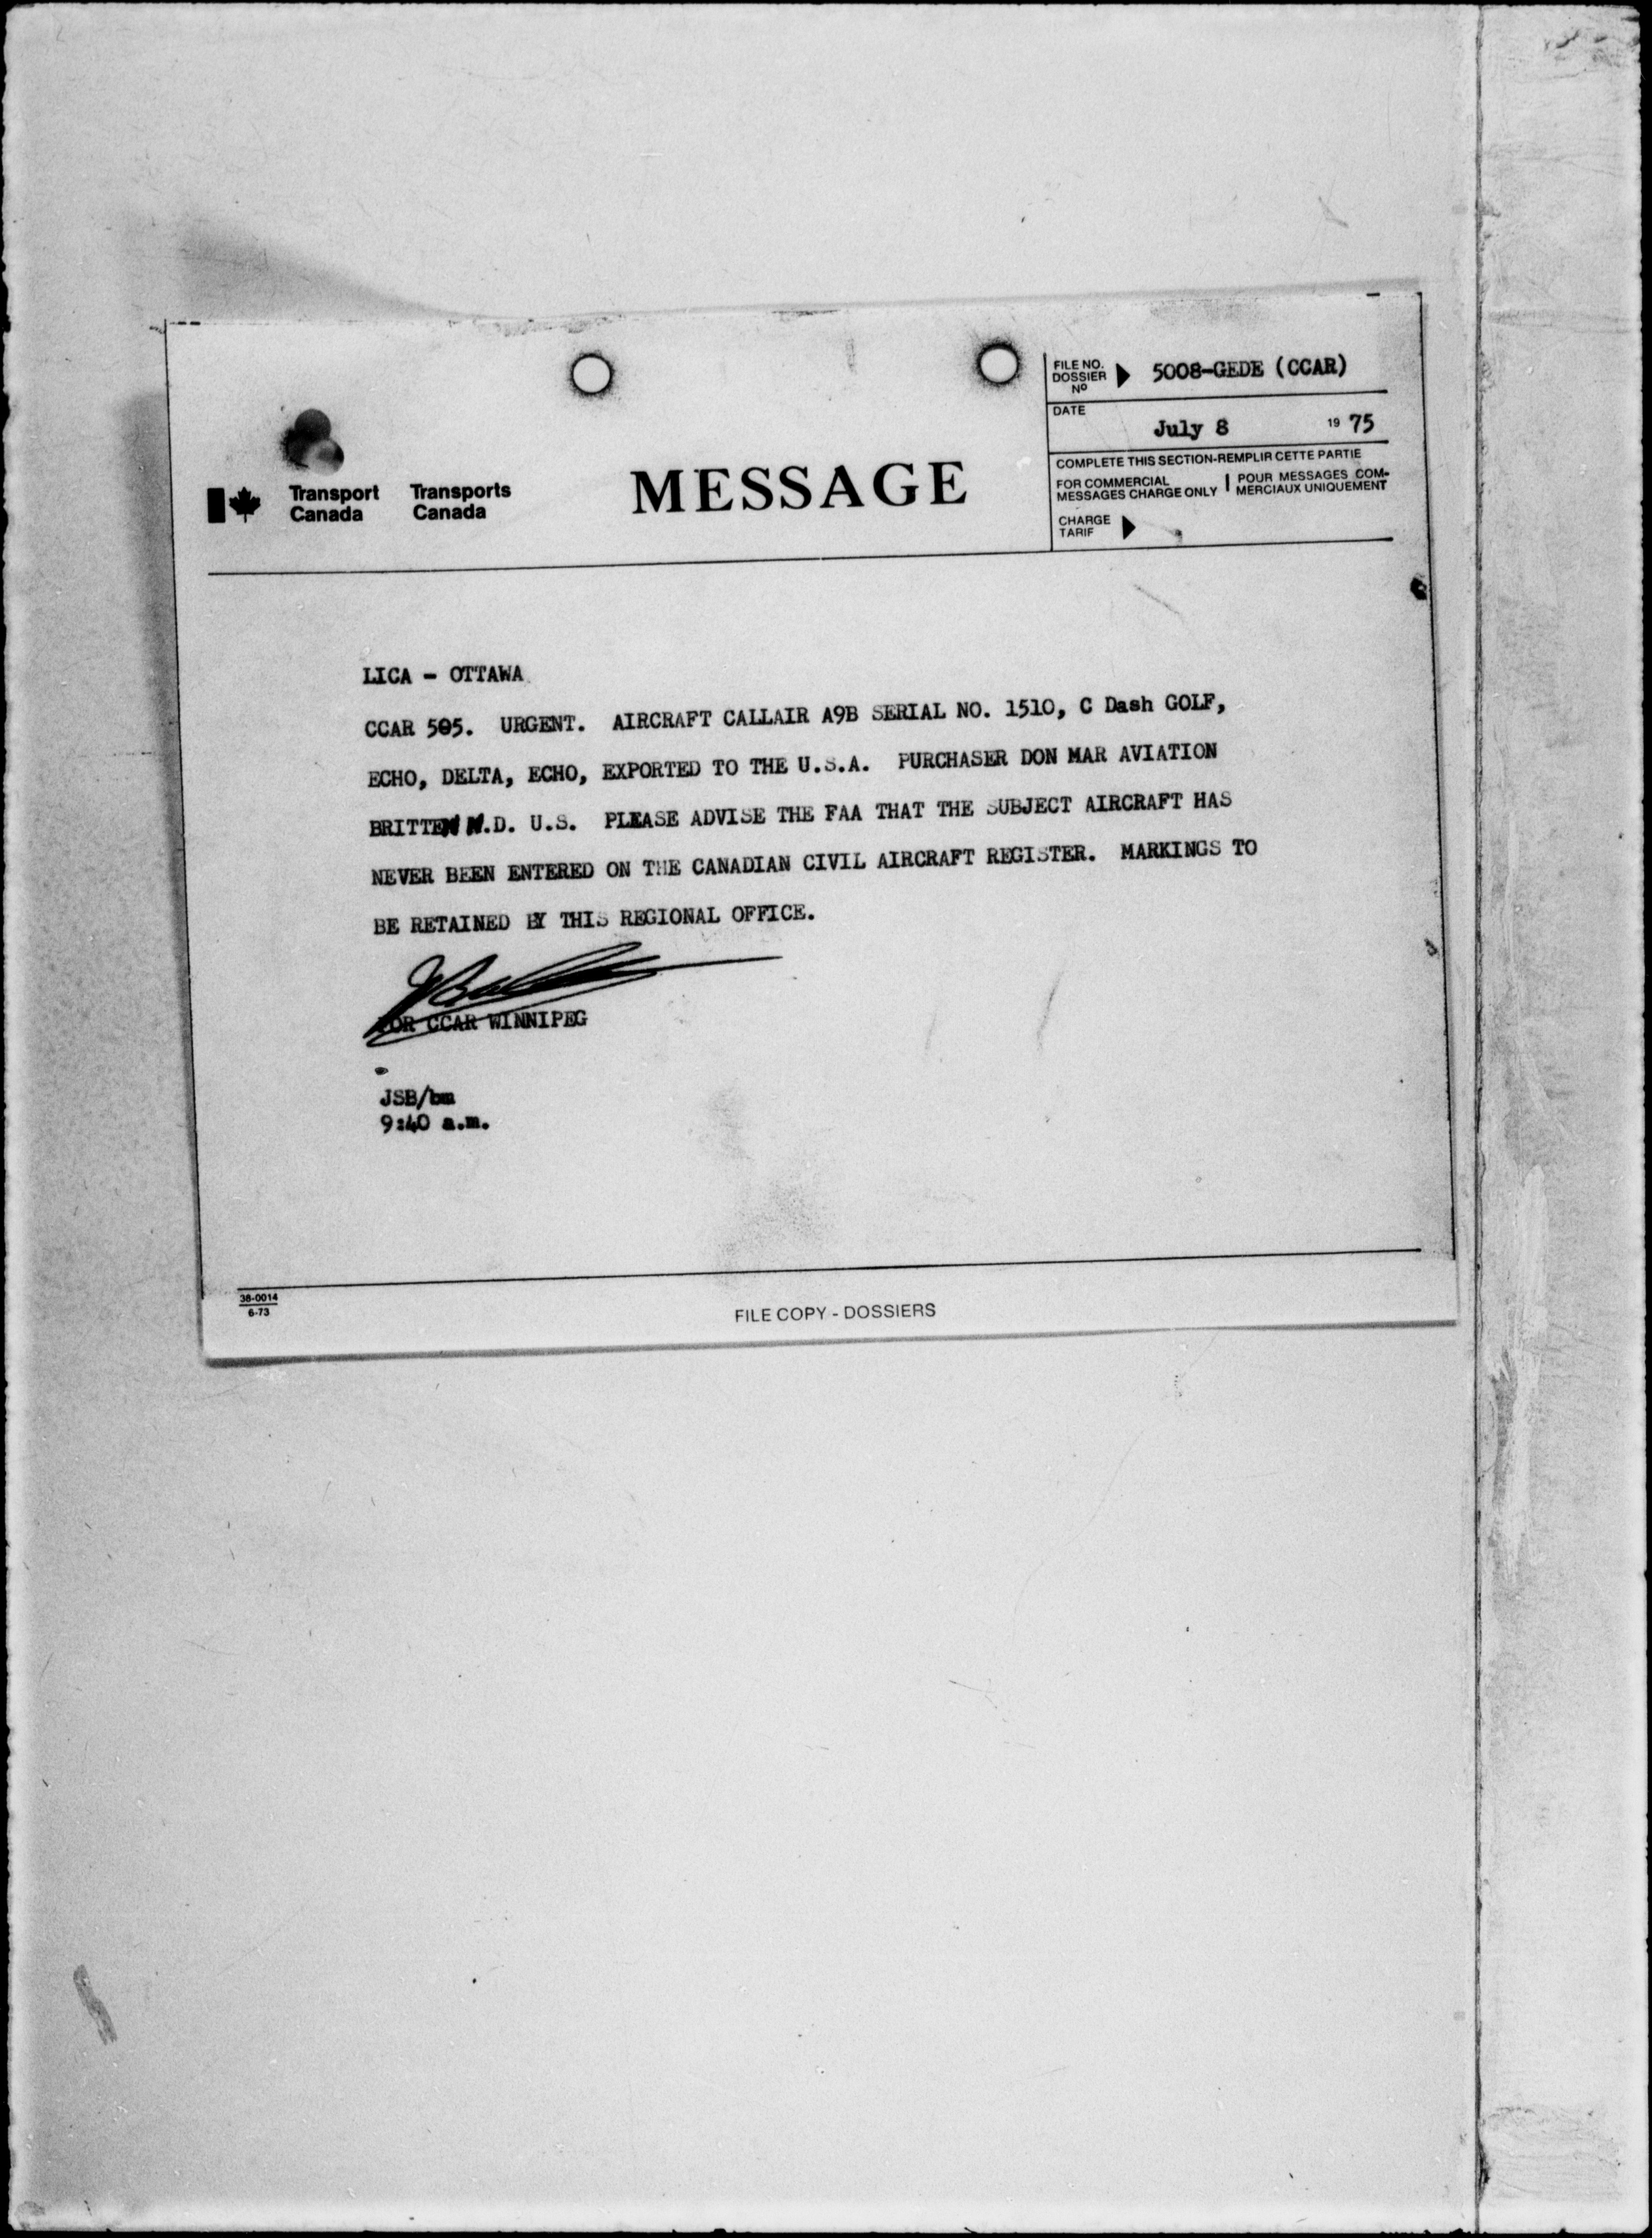 FILE NO.
DOSSIER
Nº
5008-GEDE (CCAR)
DATE
July 8 19 75
COMPLETE THIS SECTION-REMPLIR CETTE PARTIE
FOR COMMERCIAL
MESSAGES CHARGE ONLY
POUR MESSAGES COM-
MERCIAUX UNIQUEMENT
CHARGE
TARIF
Transport
Canada
Transports
Canada
MESSAGE
LICA - OTTAWA
CCAR 505. URGENT. AIRCRAFT CALLAIR A9B SERIAL NO. 1510, C Dash GOLF,
ECHO, DELTA, ECHO, EXPORTED TO THE U.S.A. PURCHASER DON MAR AVIATION
BRITTEN N.D. U.S. PLEASE ADVISE THE FAA THAT THE SUBJECT AIRCRAFT HAS
NEVER BEEN ENTERED ON THE CANADIAN CIVIL AIRCRAFT REGISTER. MARKINGS TO
BE RETAINED BY THIS REGIONAL OFFICE.
FOR CCAR WINNIPEG
JSB/bm
9:40 a.m.
38-0014
6-73
FILE COPY - DOSSIERS